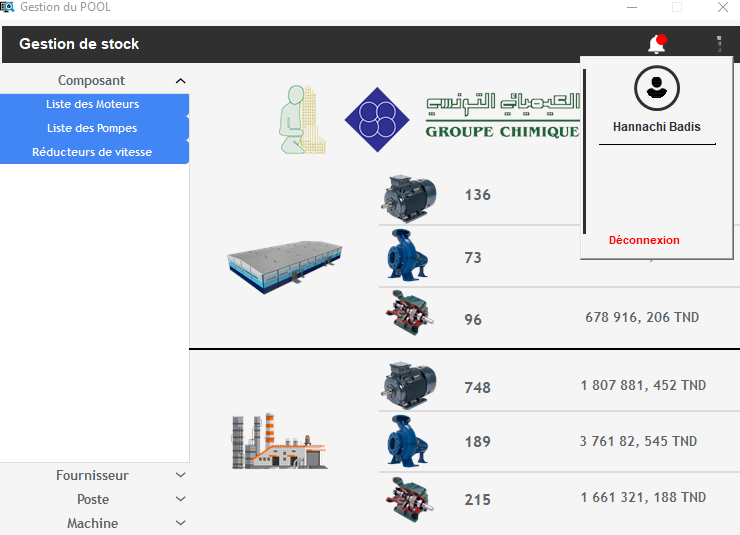 Gestion du POOL
Gestion de stock
Composant
Liste des Moteurs
Liste des Pompes
Réducteurs de vitesse
الكيميائي التونسي
GROUPE CHIMIQUE
Hannachi Badis
Déconnexion
136
73
96
678 916, 206 TND
748
1 807 881, 452 TND
189
3 761 82, 545 TND
215
1 661 321, 188 TND
Fournisseur
Poste
Machine